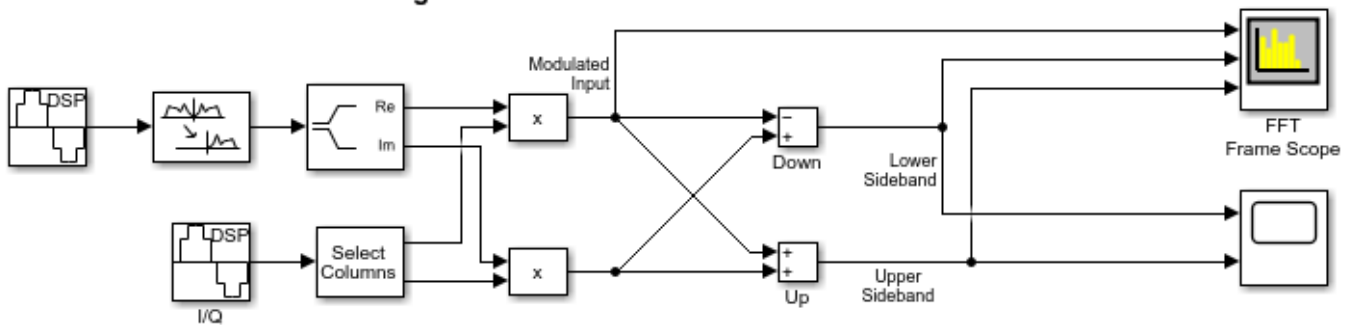 Modulated
Input
DSP
Re
Im
x
−
+
Down
FFT
Frame Scope
Lower
Sideband
DSP
Select
Columns
x
+
+
Up
Upper
Sideband
I/Q